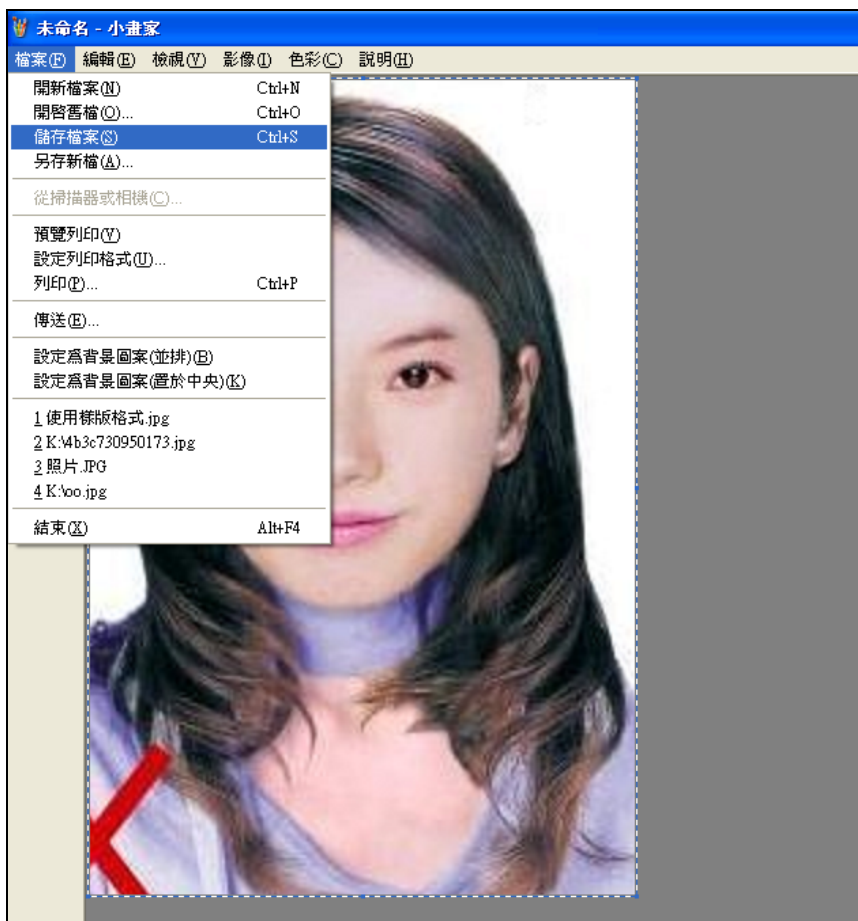 未命名 - 小畫家
檔案(F) 編輯(E) 檢視(V) 影像(I) 色彩(C) 說明(H)
開新檔案(N) Ctrl+N
開啓舊檔(O)... Ctrl+O
儲存檔案(S) Ctrl+S
另存新檔(A)...
從掃描器或相機(C)...
預覽列印(V)
設定列印格式(U)...
列印(P)... Ctrl+P
傳送(E)...
設定爲背景圖案(並排)(B)
設定爲背景圖案(置於中央)(K)
1 使用樣版格式.jpg
2 K:\4b3c730950173.jpg
3 照片.JPG
4 K:\oo.jpg
結束(X) Alt+F4